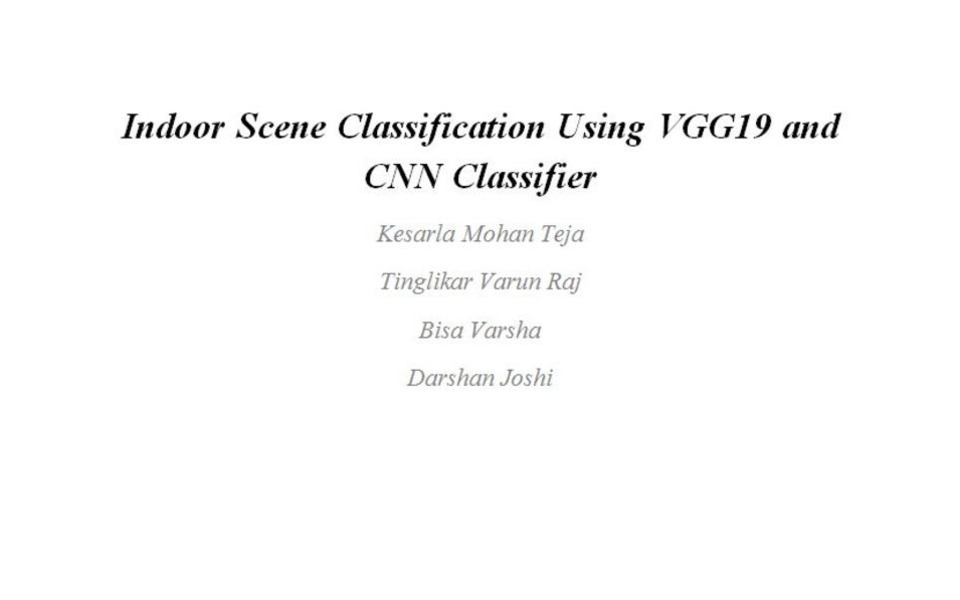 Indoor Scene Classification Using VGG19 and
CNN Classifier
Kesarla Mohan Teja
Tinglikar Varun Raj
Bisa Varsha
Darshan Joshi